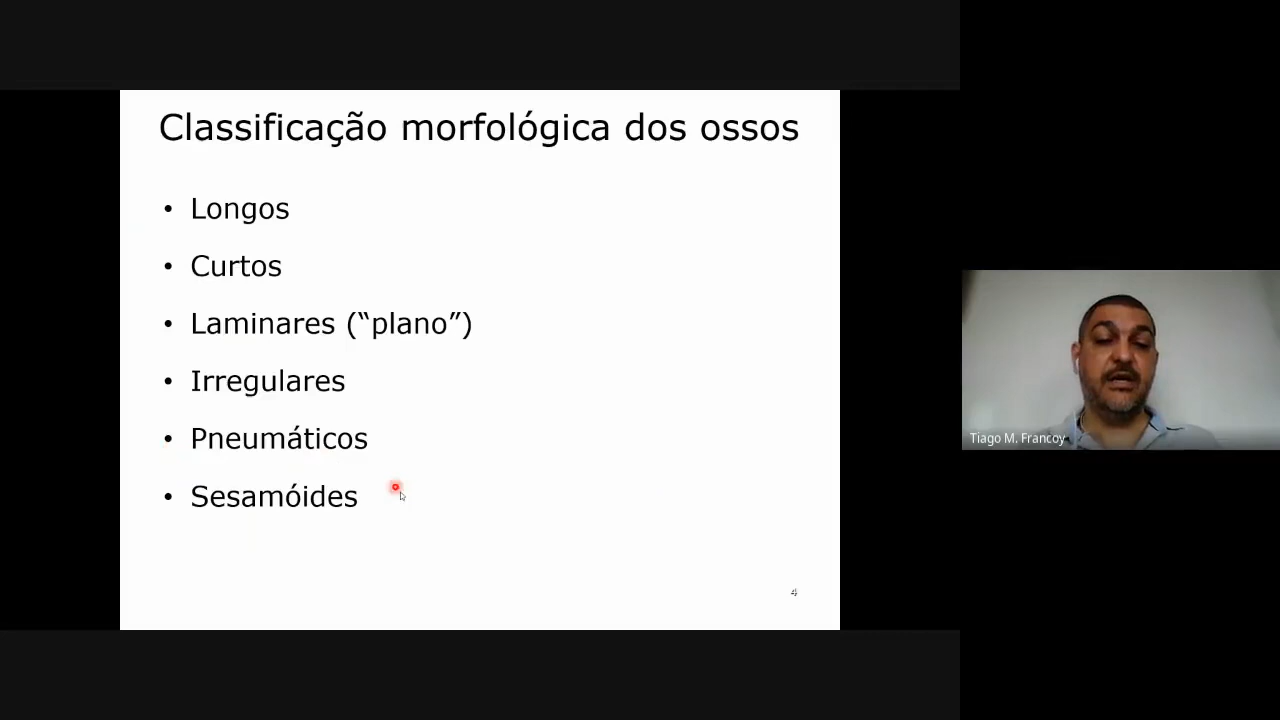 Classificação morfológica dos ossos
• Longos
• Curtos
• Laminares (“plano”)
• Irregulares
• Pneumáticos
• Sesamóides
4
Tiago M. Francoy